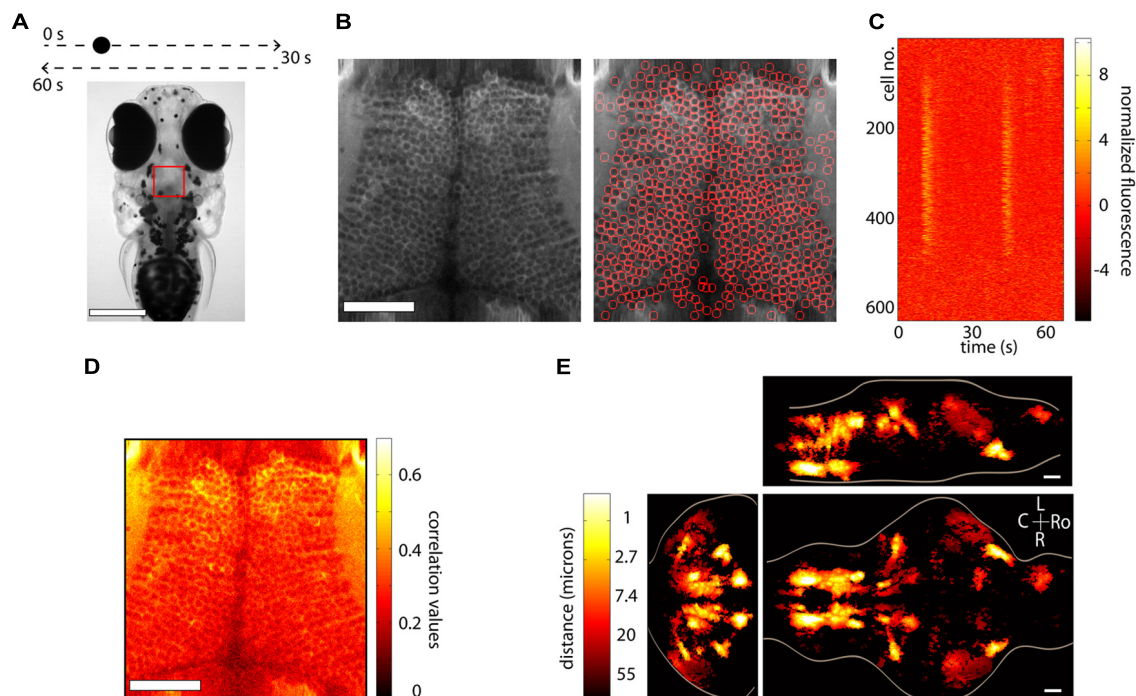 A
0 s
30 s
60 s
B
C
cell no.
200
400
600
0
30
60
time (s)
8
4
0
-4
normalized fluorescence
D
0.6
0.4
0.2
0
correlation values
E
distance (microns)
1
2.7
7.4
20
55
L
C Ro
R